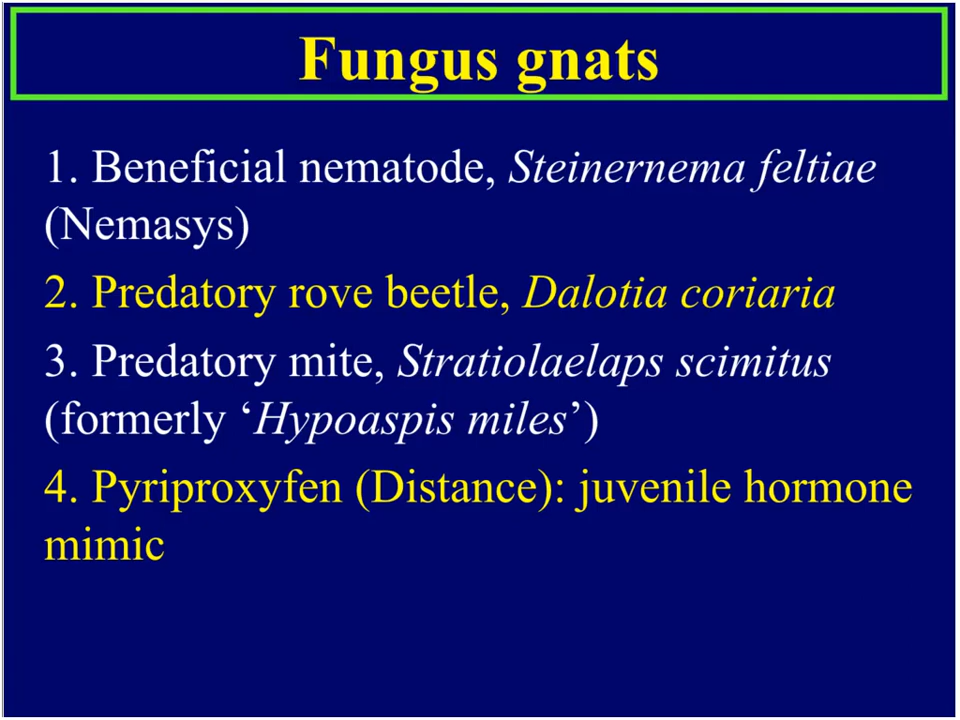 Fungus gnats
1. Beneficial nematode, Steinernema feltiae
(Nemasys)
2. Predatory rove beetle, Dalotia coriaria
3. Predatory mite, Stratiolaelaps scimitus
(formerly ‘Hypoaspis miles’)
4. Pyriproxyfen (Distance): juvenile hormone
mimic